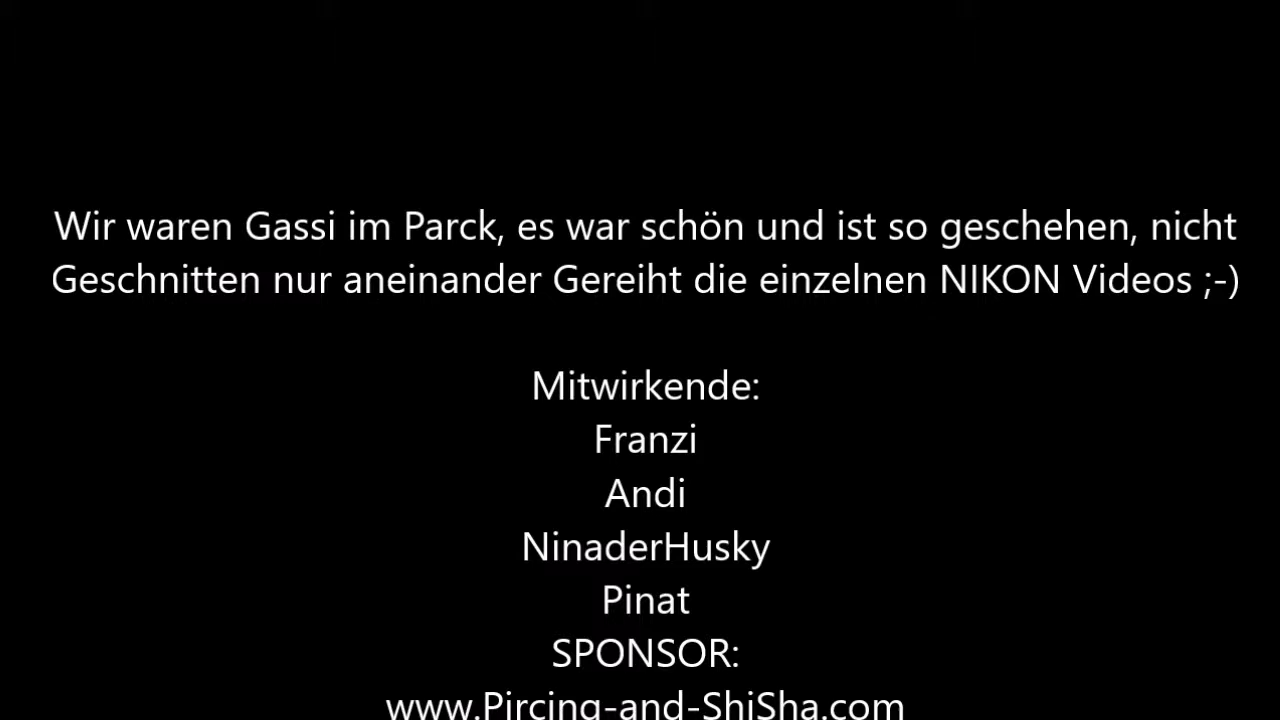 Wir waren Gassi im Parck, es war schön und ist so geschehen, nicht
Geschnitten nur aneinander Gereiht die einzelnen NIKON Videos ;-)
Mitwirkende:
Franzi
Andi
NinaderHusky
Pinat
SPONSOR:
www.Pircing-and-ShiSha.com